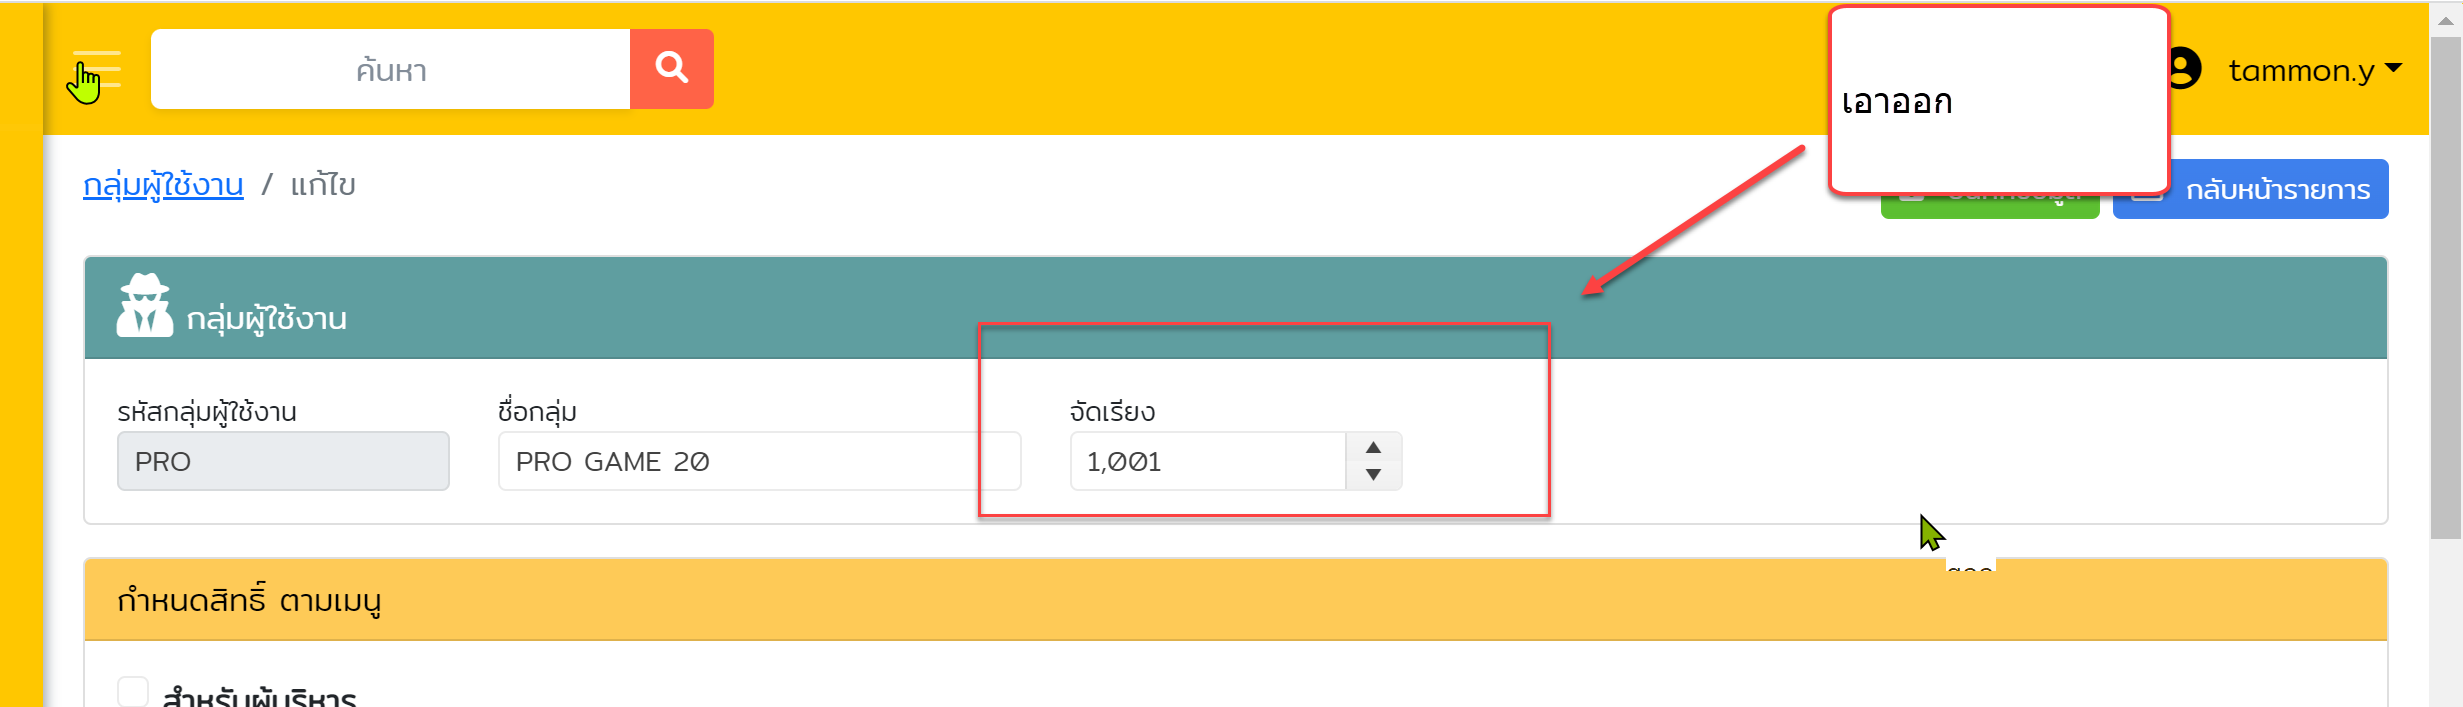 ค้นหา
เอาออก
tammon.y
กลุ่มผู้ใช้งาน / แก้ไข
กลับหน้ารายการ
กลุ่มผู้ใช้งาน
รหัสกลุ่มผู้ใช้งาน
ชื่อกลุ่ม
จัดเรียง
PRO
PRO GAME 20
1,001
กำหนดสิทธิ์ ตามเมนู
สำหรับผู้บริหาร